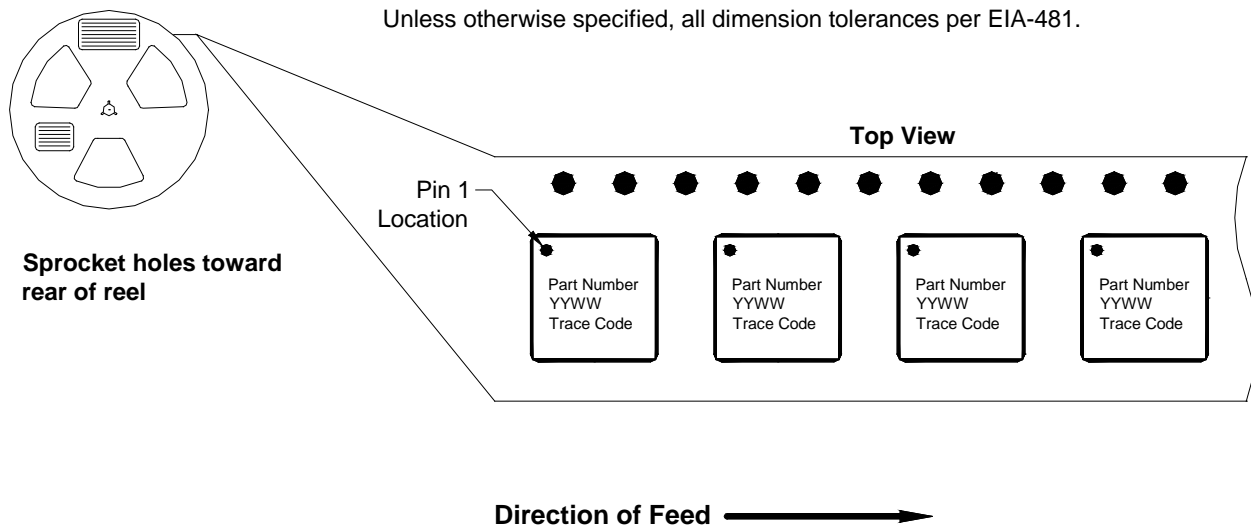 Unless otherwise specified, all dimension tolerances per EIA-481.
Top View
Pin 1
Location
Sprocket holes toward
rear of reel
Part Number
YYWW
Trace Code
Part Number
YYWW
Trace Code
Part Number
YYWW
Trace Code
Part Number
YYWW
Trace Code
Direction of Feed